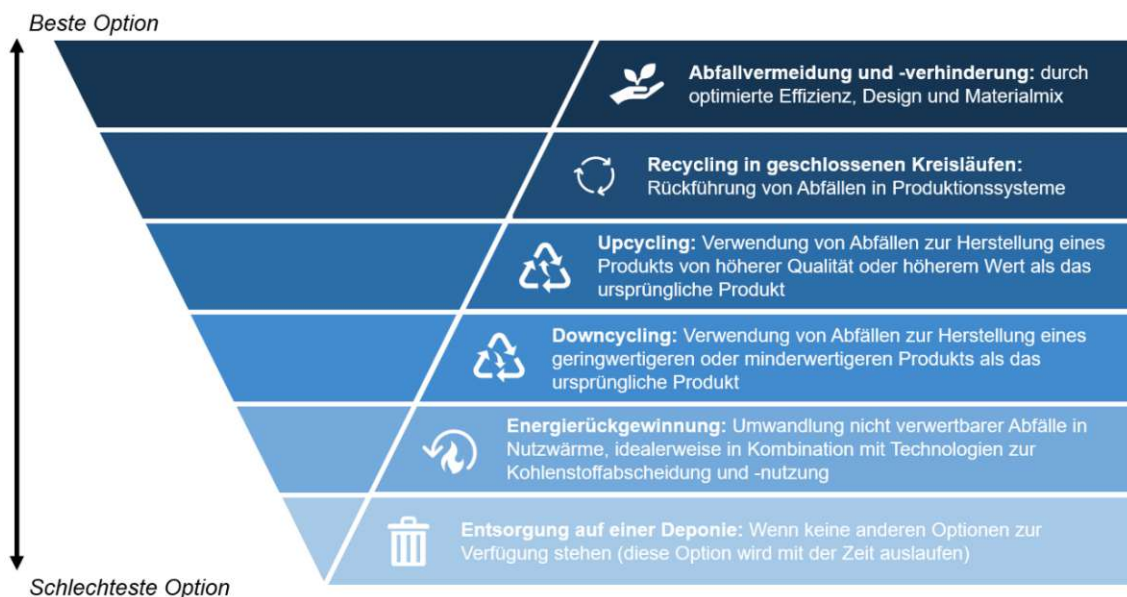 Beste Option
Abfallvermeidung und -verhinderung: durch
optimierte Effizienz, Design und Materialmix
Recycling in geschlossenen Kreisläufen:
Rückführung von Abfällen in Produktionssysteme
Upcycling: Verwendung von Abfällen zur Herstellung eines
Produkts von höherer Qualität oder höherem Wert als das
ursprüngliche Produkt
Downcycling: Verwendung von Abfällen zur Herstellung eines
geringwertigeren oder minderwertigeren Produkts als das
ursprüngliche Produkt
Energierückgewinnung: Umwandlung nicht verwertbarer Abfälle in
Nutzwärme, idealerweise in Kombination mit Technologien zur
Kohlenstoffabscheidung und -nutzung
Entsorgung auf einer Deponie: Wenn keine anderen Optionen zur
Verfügung stehen (diese Option wird mit der Zeit auslaufen)
Schlechteste Option